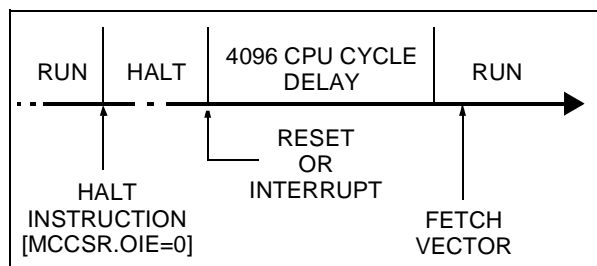 RUN
HALT
4096 CPU CYCLE
DELAY
RUN
RESET
OR
INTERRUPT
HALT
INSTRUCTION
[MCCSR.OIE=0]
FETCH
VECTOR